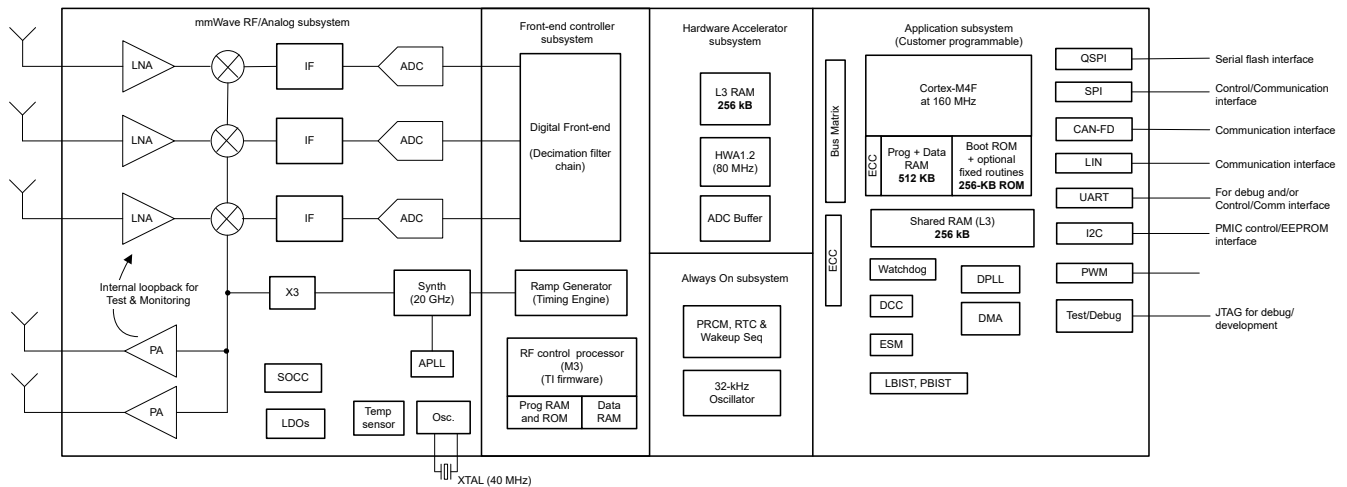 mmWave RF/Analog subsystem
LNA
IF
ADC
LNA
IF
ADC
LNA
IF
ADC
Internal loopback for
Test & Monitoring
PA
PA
X3
Synth
(20 GHz)
APLL
SOCC
LDOs
Temp
sensor
Osc.
XTAL (40 MHz)
Front-end controller
subsystem
Digital Front-end
(Decimation filter
chain)
Ramp Generator
(Timing Engine)
RF control processor
(M3)
(TI firmware)
Prog RAM
and ROM
Data
RAM
Hardware Accelerator
subsystem
L3 RAM
256 kB
HWA1.2
(80 MHz)
ADC Buffer
Always On subsystem
PRCM, RTC &
Wakeup Seq
32-kHz
Oscillator
Application subsystem
(Customer programmable)
Bus Matrix
ECC
Cortex-M4F
at 160 MHz
ECC
Prog + Data
RAM
512 KB
Boot ROM
+ optional
fixed routines
256-KB ROM
Shared RAM (L3)
256 kB
Watchdog
DCC
ESM
LBIST, PBIST
DPLL
DMA
QSPI
Serial flash interface
SPI
Control/Communication
interface
CAN-FD
Communication interface
LIN
Communication interface
UART
For debug and/or
Control/Comm interface
I2C
PMIC control/EEPROM
interface
PWM
Test/Debug
JTAG for debug/
development